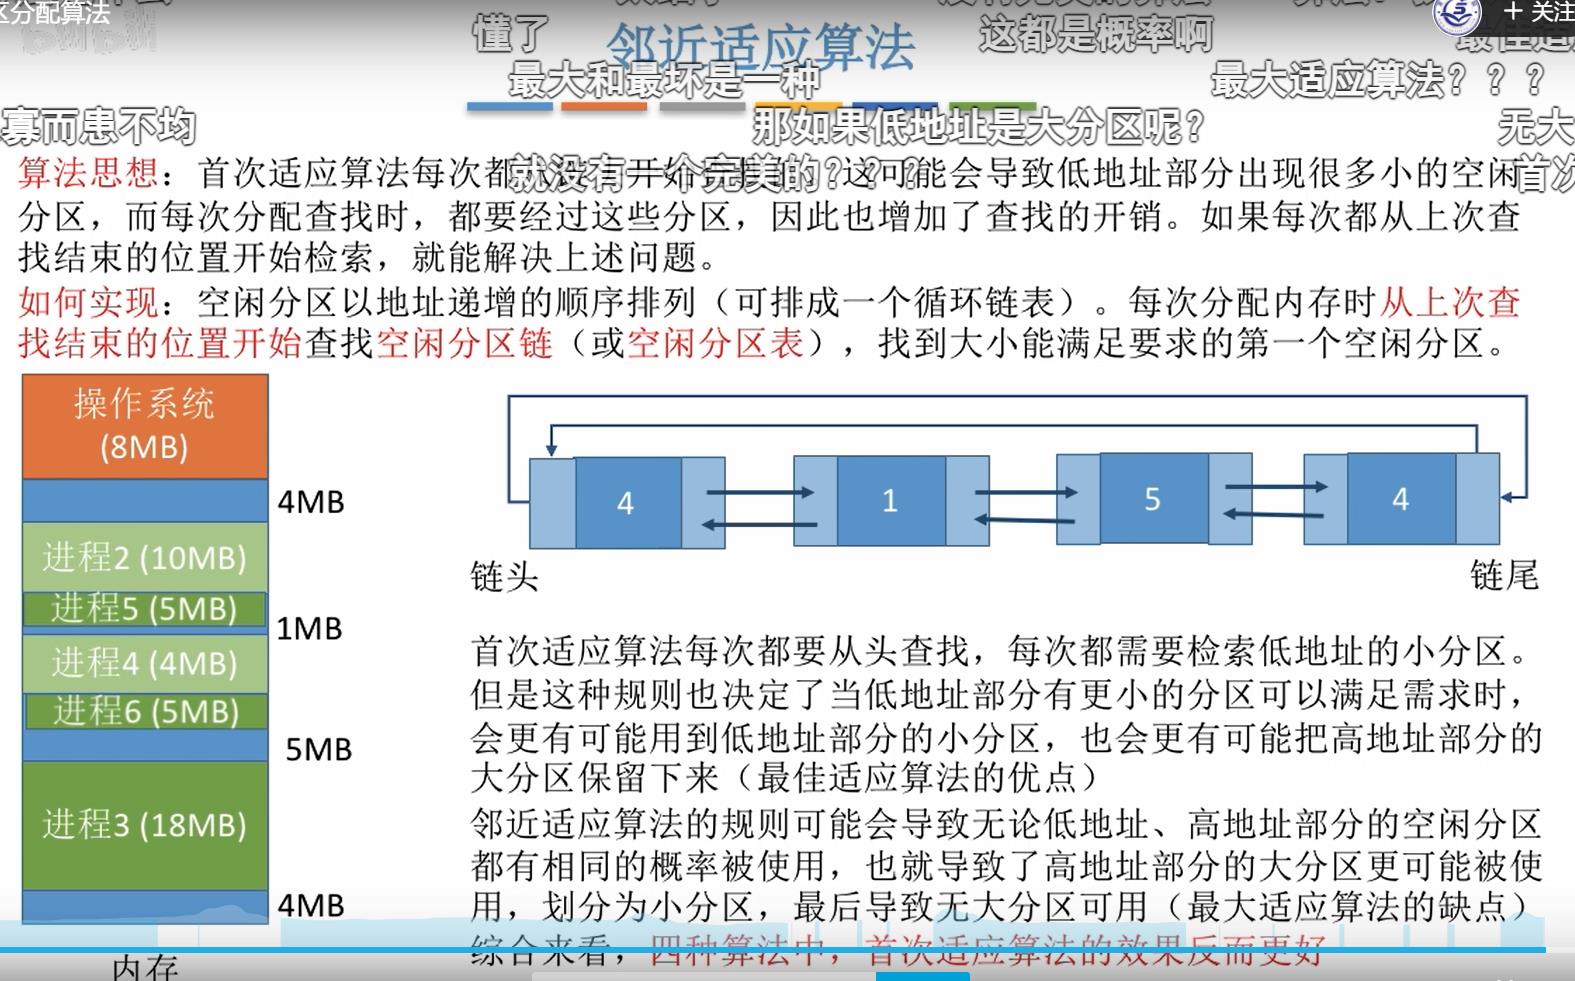 区分配算法
+ 关注
懂了
这都是概率啊
邻近适应算法
最大和最坏是一种
最大适应算法？？？
寡而患不均
那如果低地址是大分区呢？
无大
就没有一个完美的？？？
首次
算法思想：首次适应算法每次都 开始 这可能会导致低地址部分出现很多小的空闲
分区，而每次分配查找时，都要经过这些分区，因此也增加了查找的开销。如果每次都从上次查
找结束的位置开始检索，就能解决上述问题。
如何实现：空闲分区以地址递增的顺序排列（可排成一个循环链表）。每次分配内存时从上次查
找结束的位置开始查找空闲分区链（或空闲分区表），找到大小能满足要求的第一个空闲分区。
操作系统
(8MB)
4MB
进程2 (10MB)
进程5 (5MB)
1MB
进程4 (4MB)
进程6 (5MB)
5MB
进程3 (18MB)
4MB
内存
4
1
5
4
链头
链尾
首次适应算法每次都要从头查找，每次都需要检索低地址的小分区。
但是这种规则也决定了当低地址部分有更小的分区可以满足需求时，
会更有可能用到低地址部分的小分区，也会更有可能把高地址部分的
大分区保留下来（最佳适应算法的优点）
邻近适应算法的规则可能会导致无论低地址、高地址部分的空闲分区
都有相同的概率被使用，也就导致了高地址部分的大分区更可能被使
用，划分为小分区，最后导致无大分区可用（最大适应算法的缺点）
综合来看，四种算法中，首次适应算法的效果反而更好